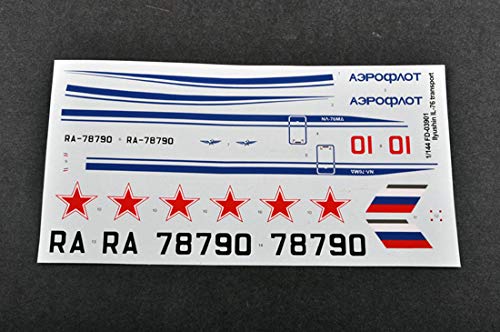 АЭРОФЛОТ
АЭРОФЛОТ
RA-78790 RA-78790
01 01
1/144 FD-03901
Ilyushin IL-76 transport
RA RA 78790 78790